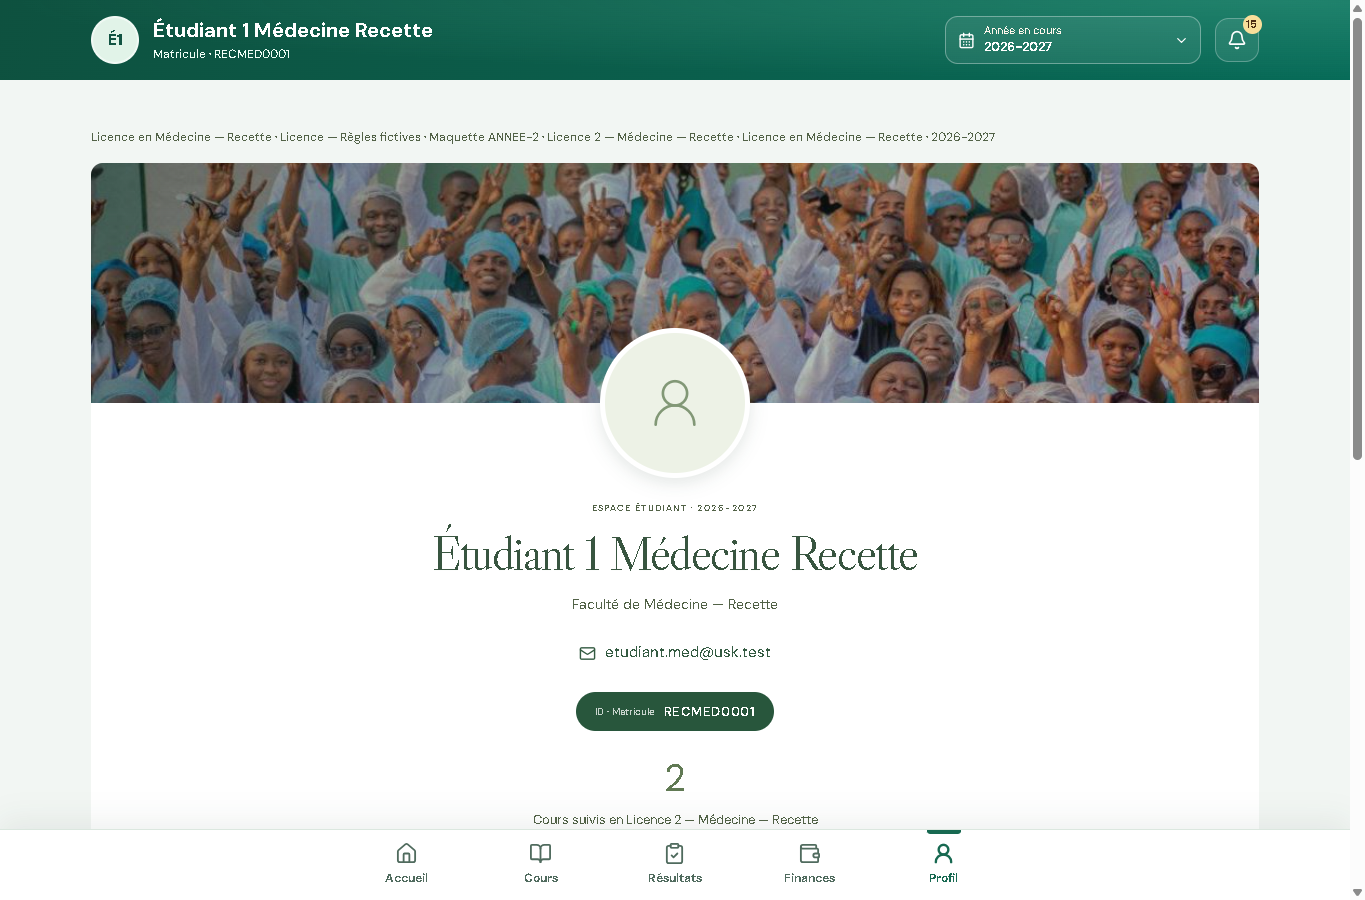 É1
Étudiant 1 Médecine Recette
Matricule · RECMED0001
Année en cours
2026-2027
15
Licence en Médecine — Recette · Licence — Règles fictives · Maquette ANNEE-2 · Licence 2 — Médecine — Recette · Licence en Médecine — Recette · 2026-2027
ESPACE ÉTUDIANT · 2026-2027
Étudiant 1 Médecine Recette
Faculté de Médecine — Recette
etudiant.med@usk.test
ID · Matricule RECMED0001
2
Cours suivis en Licence 2 — Médecine — Recette
Accueil
Cours
Résultats
Finances
Profil